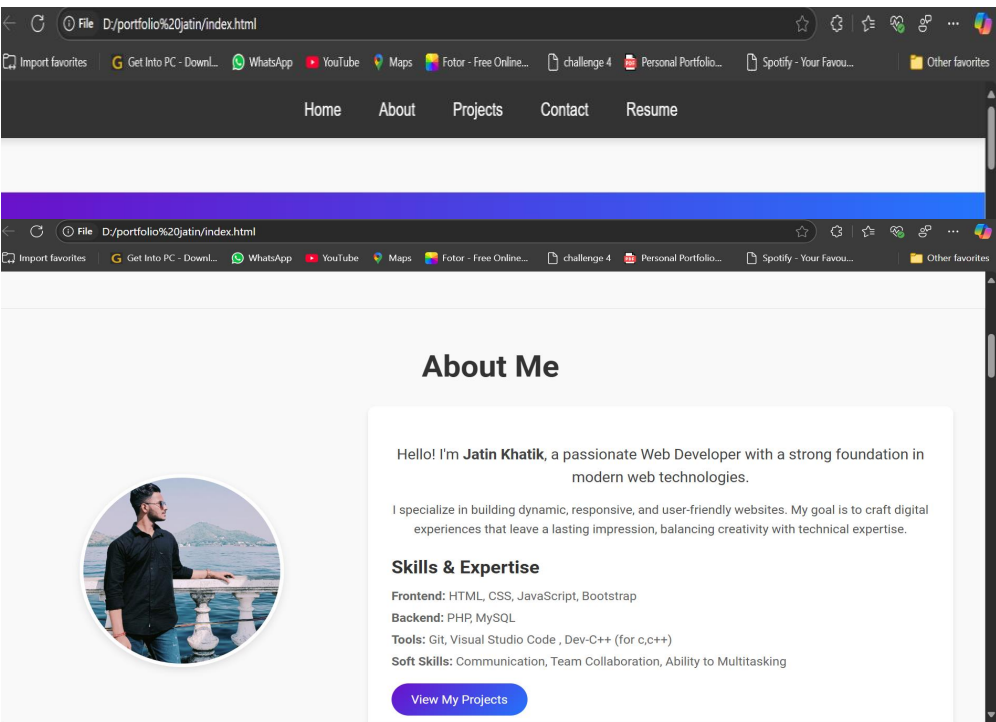 File D:/portfolio%20jatin/index.html
Import favorites G Get Into PC - Downl... WhatsApp YouTube Maps Fotor - Free Online... challenge 4 PDF Personal Portfolio... Spotify - Your Favou... Other favorites
Home About Projects Contact Resume
File D:/portfolio%20jatin/index.html
Import favorites G Get Into PC - Downl... WhatsApp YouTube Maps Fotor - Free Online... challenge 4 PDF Personal Portfolio... Spotify - Your Favou... Other favorites
About Me
Hello! I'm Jatin Khatik, a passionate Web Developer with a strong foundation in
modern web technologies.
I specialize in building dynamic, responsive, and user-friendly websites. My goal is to craft digital
experiences that leave a lasting impression, balancing creativity with technical expertise.
Skills & Expertise
Frontend: HTML, CSS, JavaScript, Bootstrap
Backend: PHP, MySQL
Tools: Git, Visual Studio Code , Dev-C++ (for c,c++)
Soft Skills: Communication, Team Collaboration, Ability to Multitasking
View My Projects